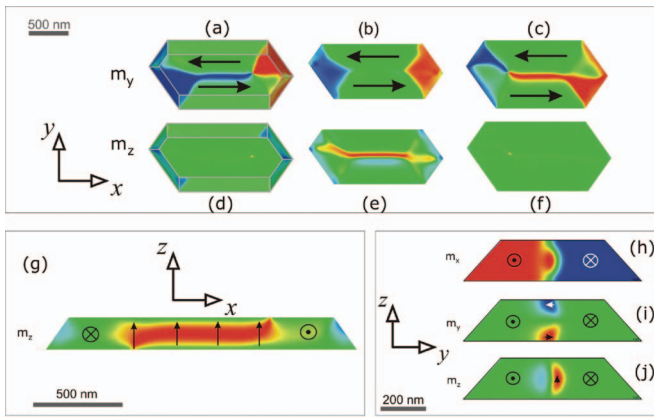 500 nm
(a) (b) (c)
my
y
mz
x
(d) (e) (f)
(g)
z
x
mz
500 nm
(h)
mx
(i)
z
my
y
(j)
mz
200 nm